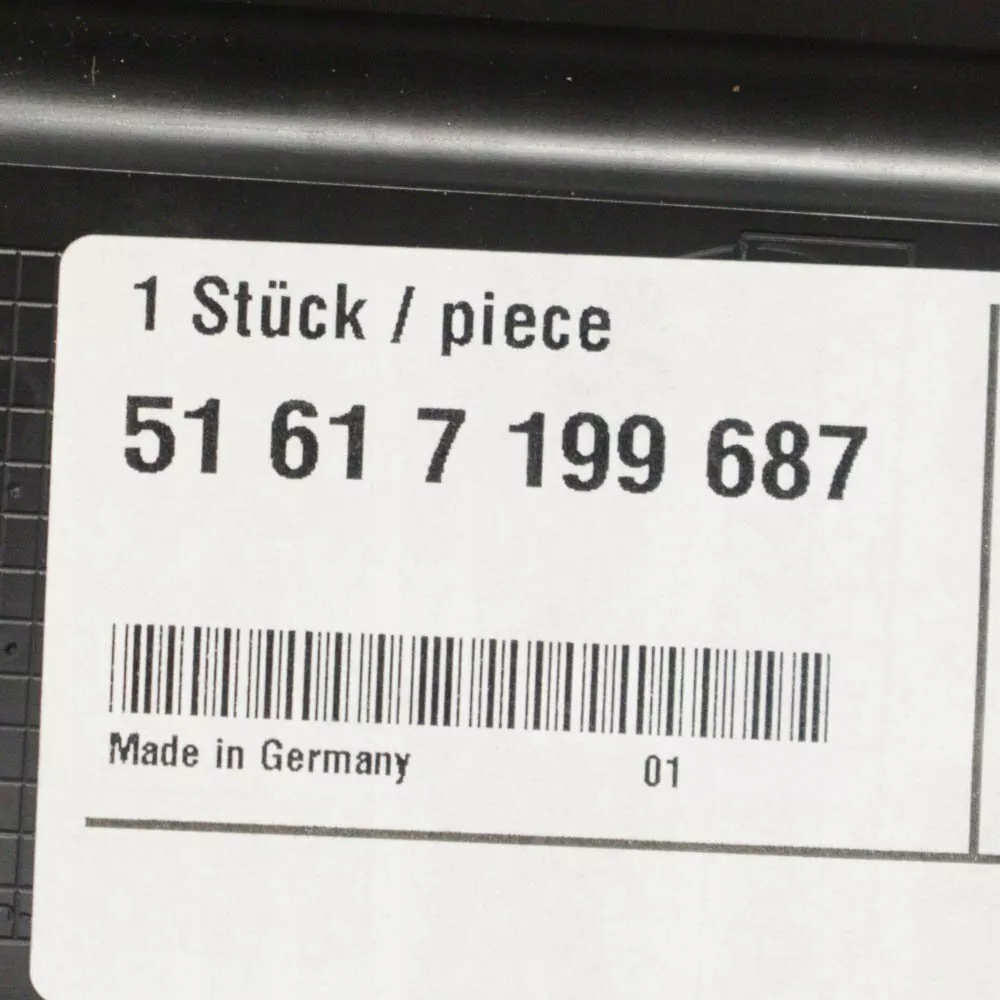 1 Stück / piece
51 61 7 199 687
Made in Germany 01